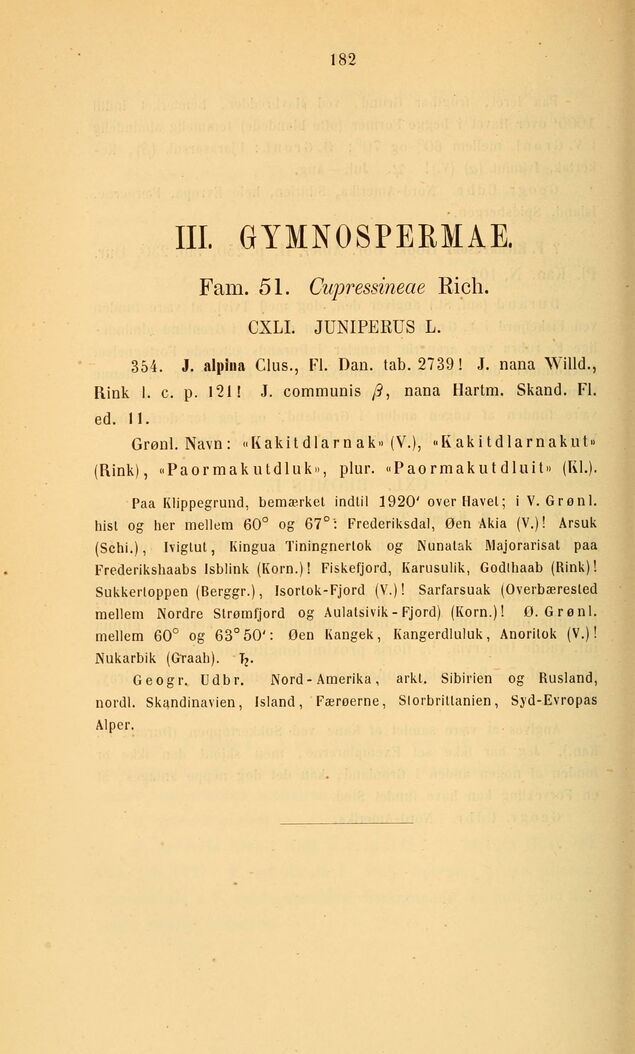 182
III. GYMNOSPERMAE.
Fam. 51. Cupressineae Rich.
CXLI. JUNIPERUS L.
354. J. alpina Clus., Fl. Dan. tab. 2739! J. nana Willd.,
Rink l. c. p. 121! J. communis β, nana Hartm. Skand. Fl.
ed. 11.
Grønl. Navn: «Kakitdlarnak» (V.), «Kakitdlarnakut»
(Rink), «Paormakutdluk», plur. «Paormakutdluit» (Kl.).
Paa Klippegrund, bemærket indtil 1920' over Havet; i V. Grønl.
hist og her mellem 60° og 67°: Frederiksdal, Øen Akia (V.)! Arsuk
(Schi.), Ivigtut, Kingua Tiningnertok og Nunatak Majorarisat paa
Frederikshaabs Isblink (Korn.)! Fiskefjord, Karusulik, Godthaab (Rink)!
Sukkertoppen (Berggr.), Isortok-Fjord (V.)! Sarfarsuak (Overbærested
mellem Nordre Strømfjord og Aulatsivik-Fjord) (Korn.)! Ø. Grønl.
mellem 60° og 63°50': Øen Kangek, Kangerdluluk, Anoritok (V.)!
Nukarbik (Graah). ♄.
Geogr. Udbr. Nord-Amerika, arkt. Sibirien og Rusland,
nordl. Skandinavien, Island, Færøerne, Storbrittanien, Syd-Evropas
Alper.